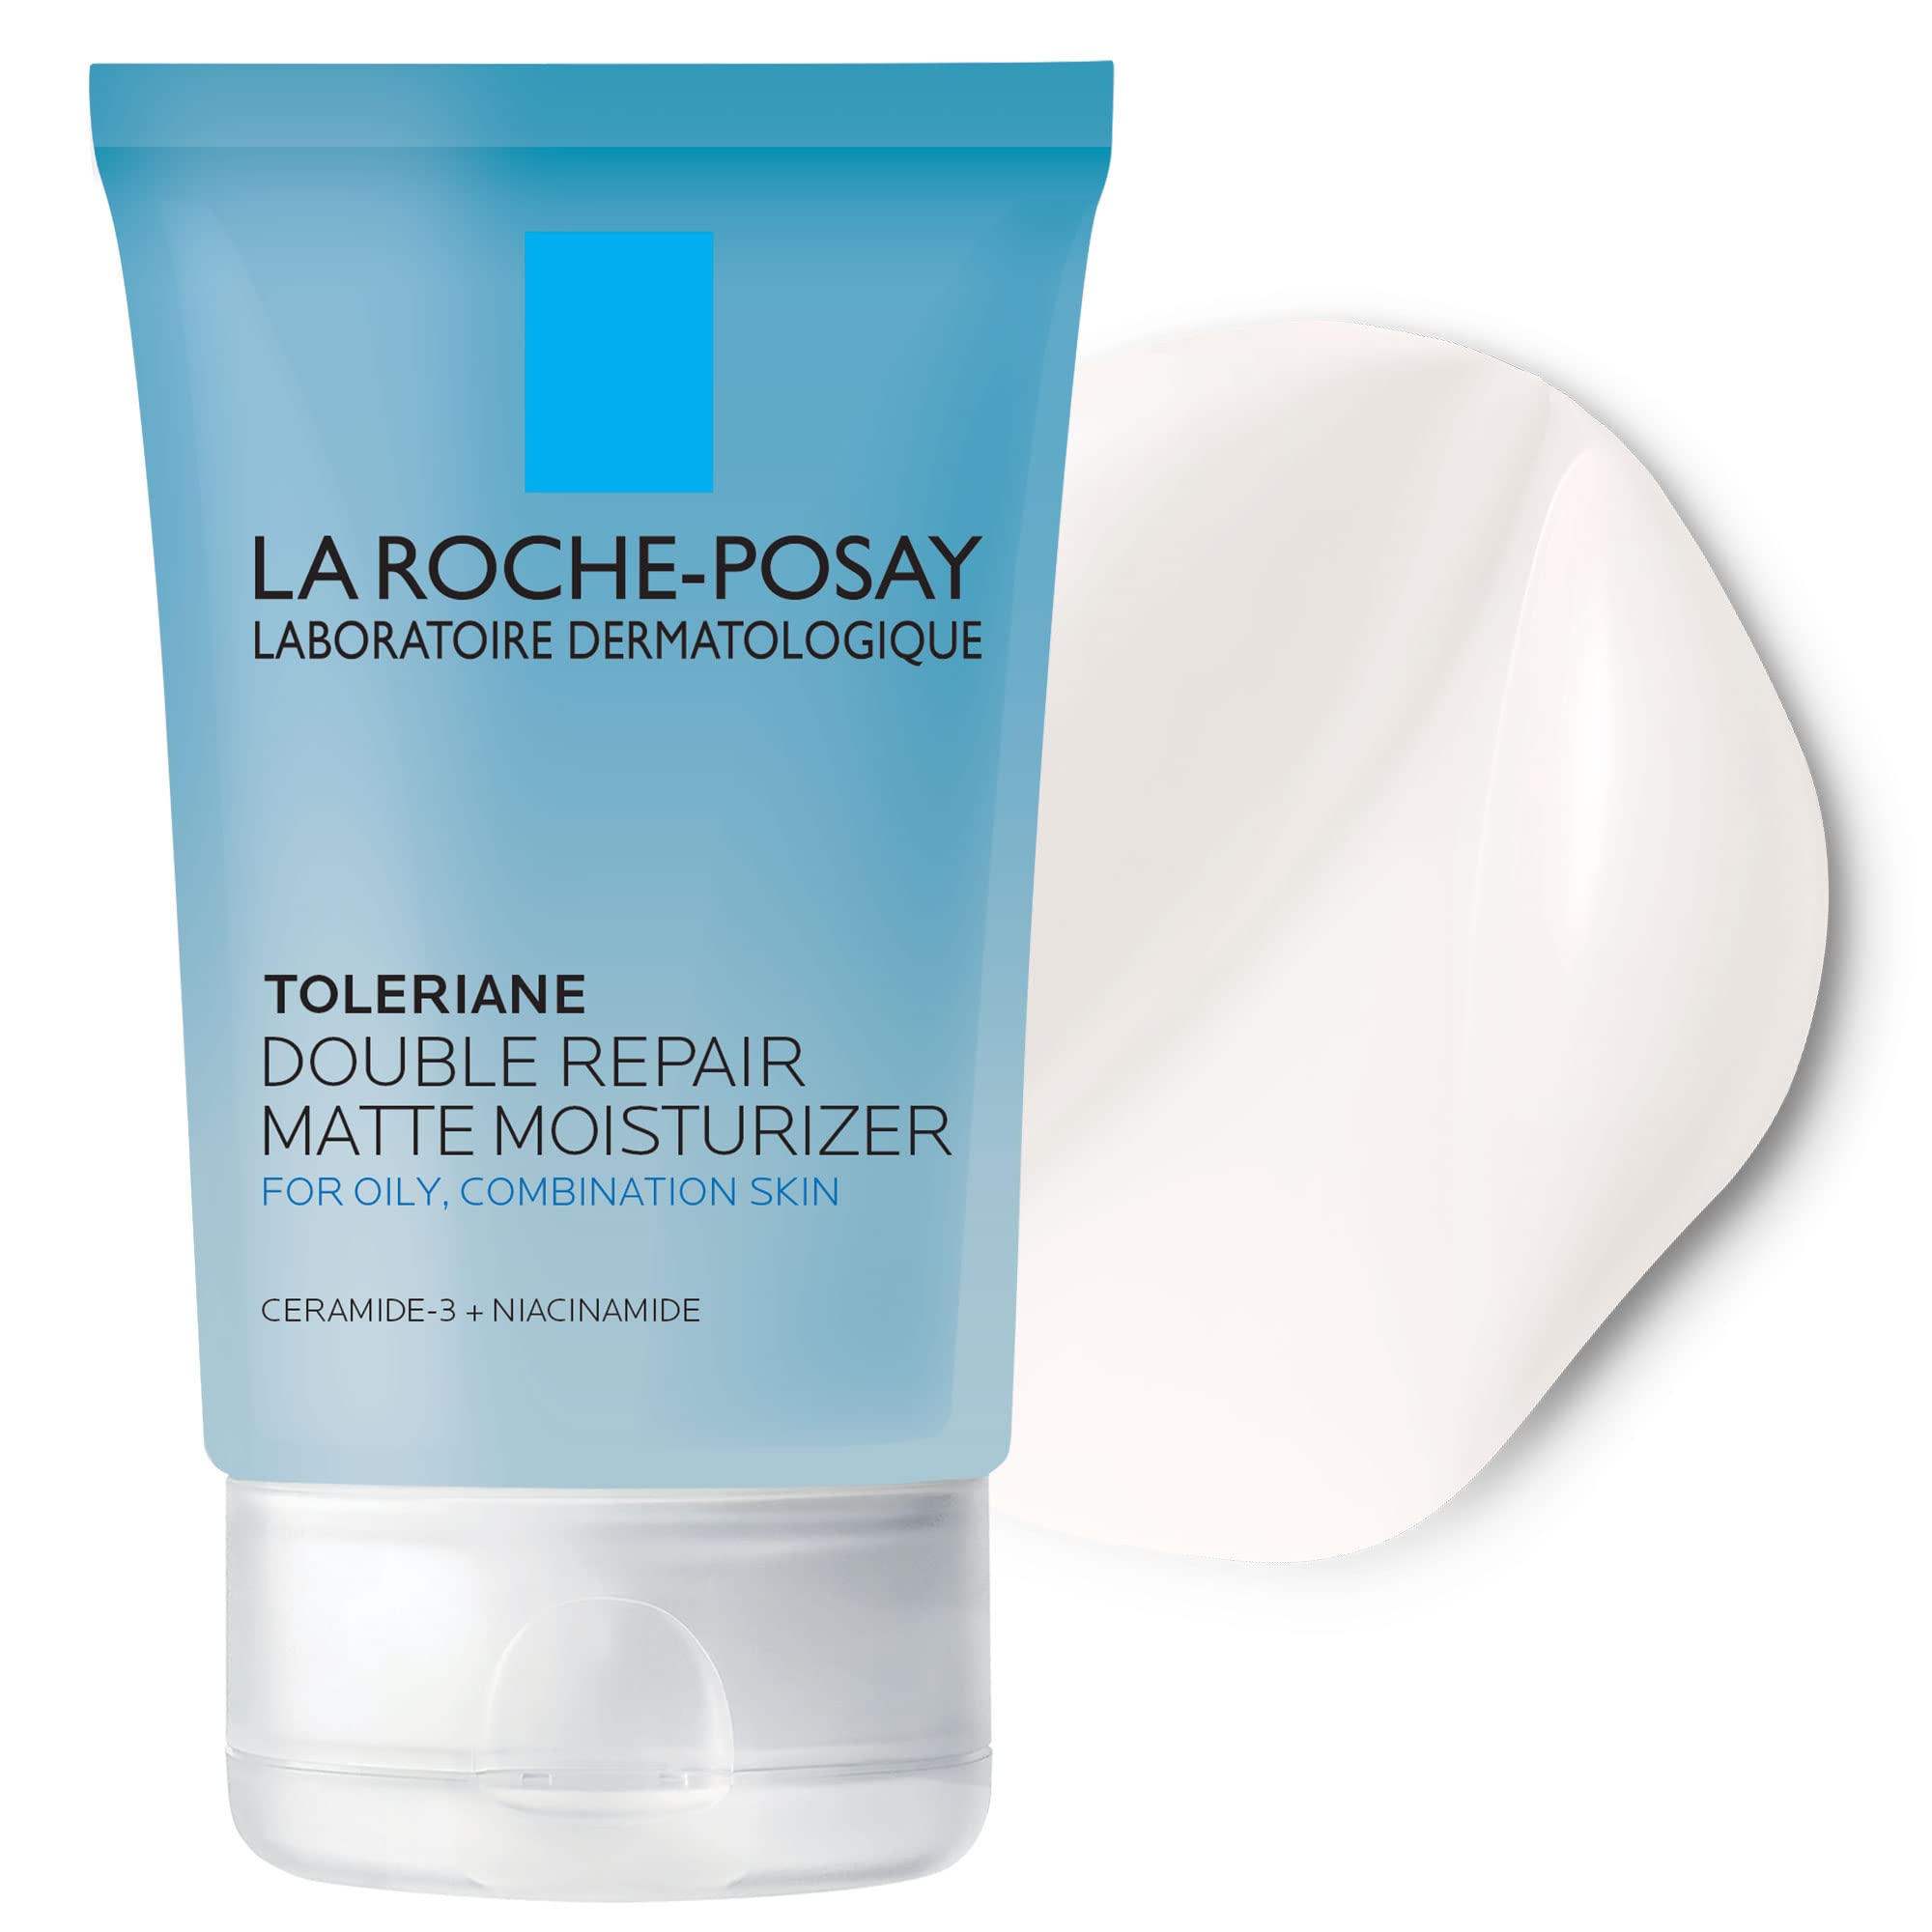 LA ROCHE-POSAY
LABORATOIRE DERMATOLOGIQUE
TOLERIANE
DOUBLE REPAIR
MATTE MOISTURIZER
FOR OILY, COMBINATION SKIN
CERAMIDE-3 + NIACINAMIDE